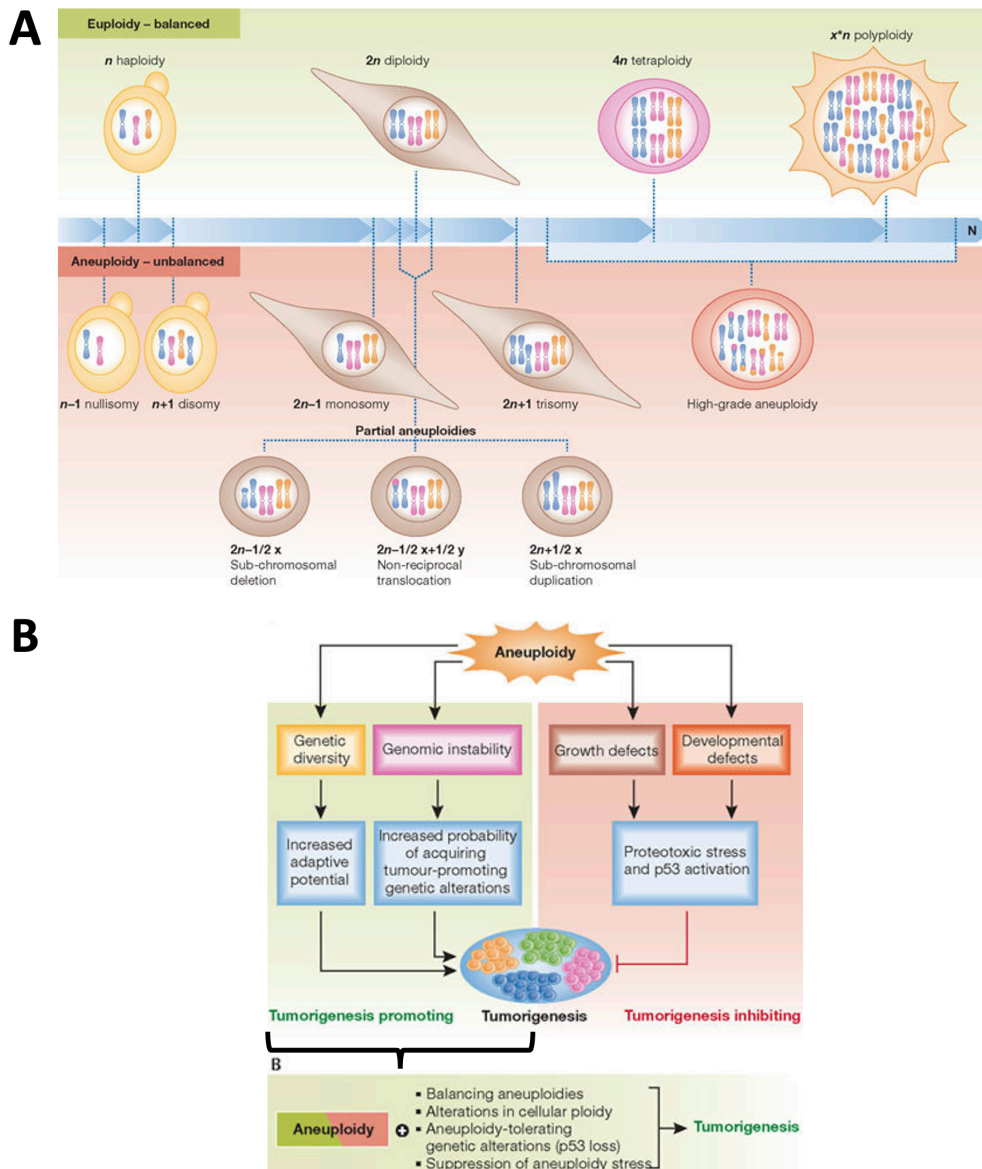 A
Euploidy – balanced
n haploidy
2n diploidy
4n tetraploidy
x*n polyploidy
N
Aneuploidy – unbalanced
n–1 nullisomy
n+1 disomy
2n–1 monosomy
2n+1 trisomy
High-grade aneuploidy
Partial aneuploidies
2n–1/2 x
Sub-chromosomal
deletion
2n–1/2 x+1/2 y
Non-reciprocal
translocation
2n+1/2 x
Sub-chromosomal
duplication
B
Aneuploidy
Genetic
diversity
Genomic instability
Growth defects
Developmental
defects
Increased
adaptive
potential
Increased probability
of acquiring
tumour-promoting
genetic alterations
Proteotoxic stress
and p53 activation
Tumorigenesis promoting
Tumorigenesis
Tumorigenesis inhibiting
B
Aneuploidy
+
▪ Balancing aneuploidies
▪ Alterations in cellular ploidy
▪ Aneuploidy-tolerating
genetic alterations (p53 loss)
▪ Suppression of aneuploidy stress
Tumorigenesis